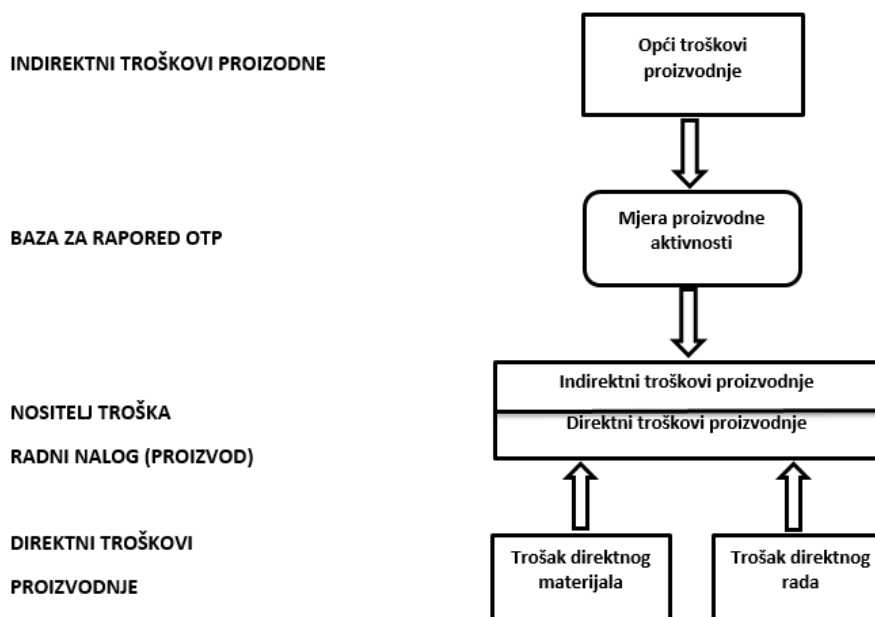 INDIREKTNI TROŠKOVI PROIZODNE
Opći troškovi
proizvodnje
BAZA ZA RAPORED OTP
Mjera proizvodne
aktivnosti
Indirektni troškovi proizvodnje
NOSITELJ TROŠKA
Direktni troškovi proizvodnje
RADNI NALOG (PROIZVOD)
DIREKTNI TROŠKOVI
PROIZVODNJE
Trošak direktnog
materijala
Trošak direktnog
rada